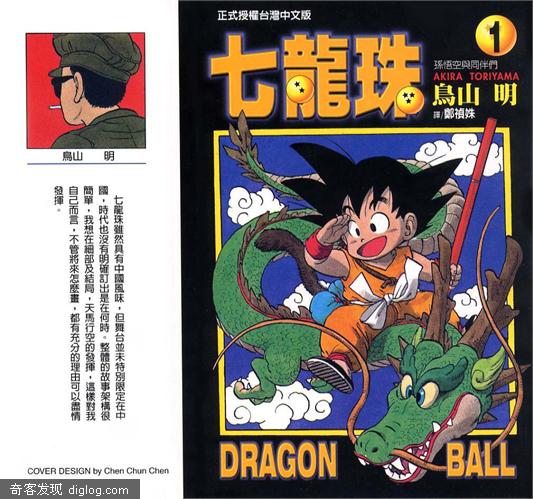 正式授權台灣中文版
七龍珠
1
孫悟空與同伴們
AKIRA TORIYAMA
鳥山 明
譯/鄭禎姝
鳥山 明
七龍珠雖然具有中國風味，但舞台並未特別限定在中
國，時代也沒有明確訂出是在何時。整體的故事架構很
簡單，我想在細部及結局，天馬行空的發揮，這樣對我
自己而言，不管將來怎麼畫，都有充分的理由可以盡情
發揮。
DRAGON BALL
COVER DESIGN by Chen Chun Chen
奇客发现 diglog.com